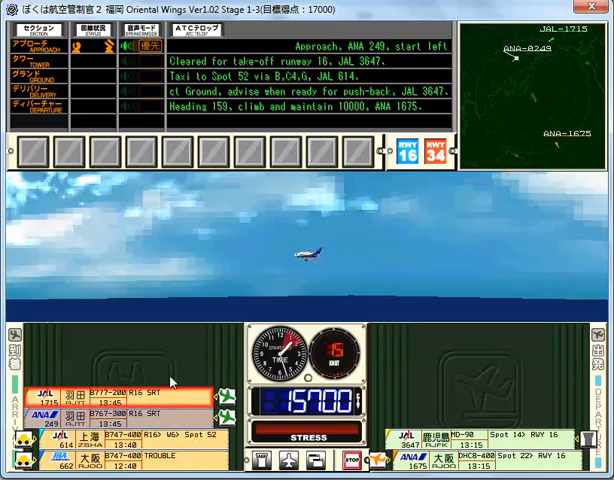 ぼくは航空管制官２ 福岡 Oriental Wings Ver1.02 Stage 1-3(目標得点：17000)
セクション
SECTION
回線状況
音声モード
SPEAKERMODE
ＡＴＣテロップ
ATC TELOP
アプローチ
APPROACH
優先
Approach, ANA 249, start left
タワー
TOWER
Cleared for take-off runway 16, JAL 3647.
グランド
GROUND
Taxi to Spot 52 via B,C4,G, JAL 614.
デリバリー
DELIVERY
ct Ground, advise when ready for push-back, JAL 3647.
ディパーチャー
DEPARTURE
Heading 159, climb and maintain 10000, ANA 1675.
JAL-1715
ANA-0249
ANA-1675
RWY
16
RWY
34
到着
ARRIVAL
出発
DEPARTURE
TIME
15
KNOT
15700
STRESS
STOP
JAL 羽田 B777-200 R16 SRT
1715 RJTT 13:45
ANA 羽田 B767-300 R16 SRT
249 RJTT 13:45
JAL 上海 B747-400 R16> W6> Spot 52
614 ZSHA 13:40
大阪 B747-400 TROUBLE
662 RJOO 12:40
JAL 鹿児島 MD-90 Spot 14> RWY 16
3647 RJFK 13:15
ANA 大阪 DHC8-400 Spot 22> RWY 16
1675 RJOO 13:15